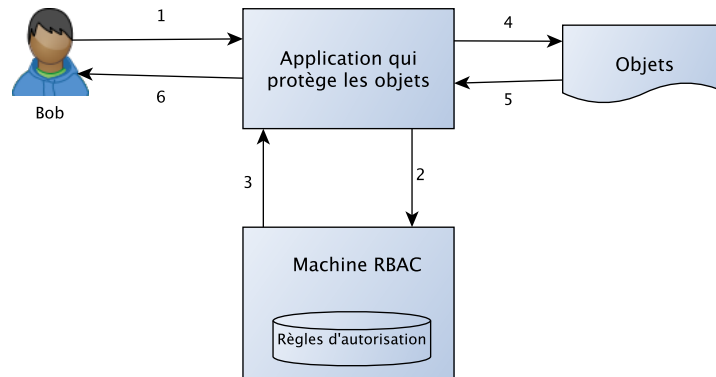 1
4
Application qui
protège les objets
Objets
6
5
Bob
3
2
Machine RBAC
Règles d'autorisation